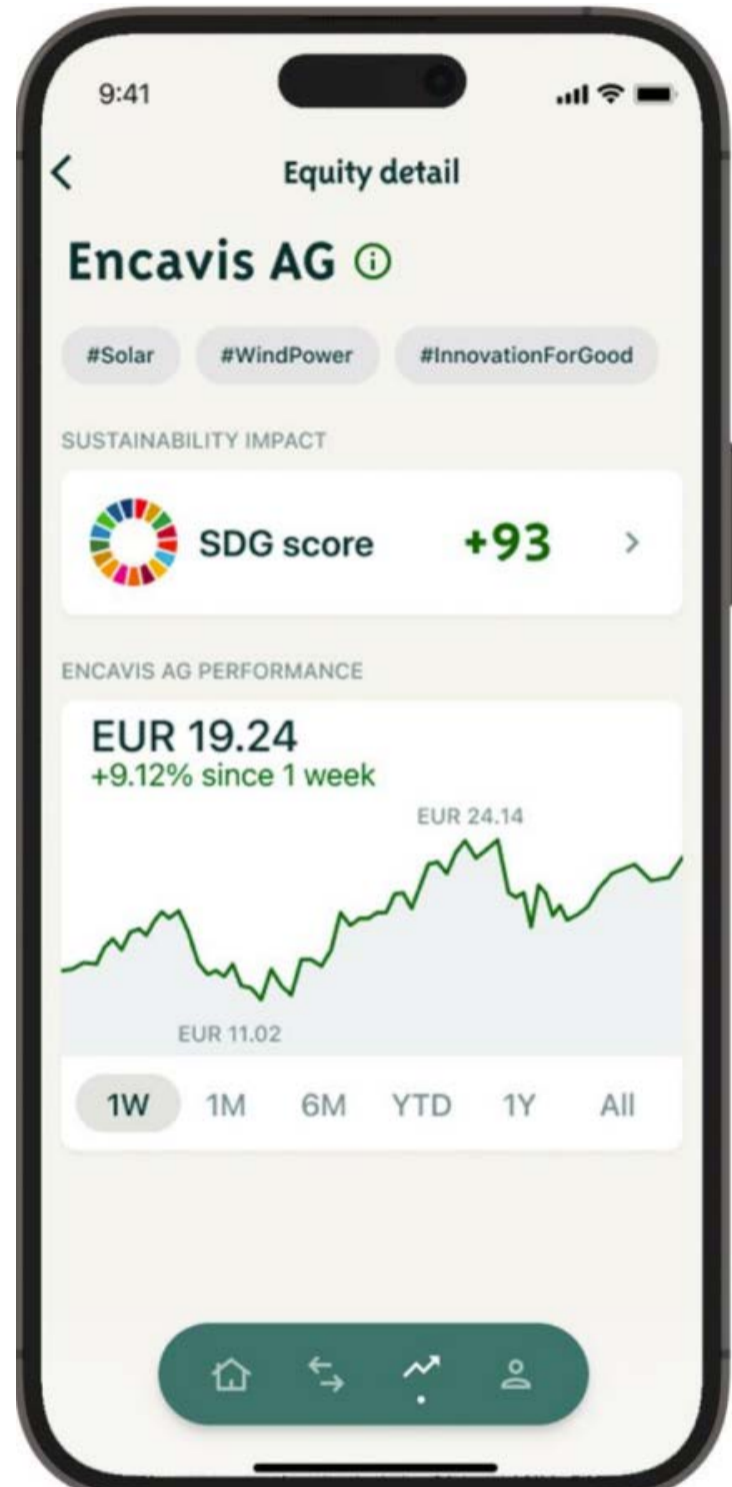 9:41
Equity detail
Encavis AG
#Solar #WindPower #InnovationForGood
SUSTAINABILITY IMPACT
SDG score +93
ENCAVIS AG PERFORMANCE
EUR 19.24
+9.12% since 1 week
EUR 24.14
EUR 11.02
1W 1M 6M YTD 1Y All